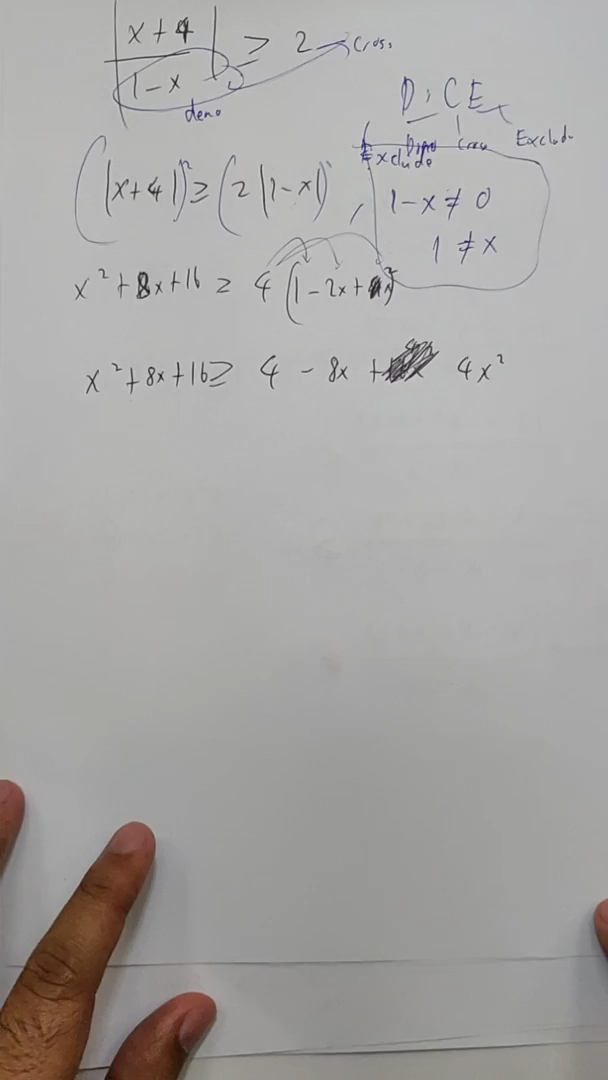 |x + 4| / |1 - x| ≥ 2 Cross
deno
D, C E
Cross Exclude
Exclude
(|x+4|)² ≥ (2|1-x|)² ,
1 - x ≠ 0
1 ≠ x
x² + 8x + 16 ≥ 4(1 - 2x + x²)
x² + 8x + 16 ≥ 4 - 8x + 4x²